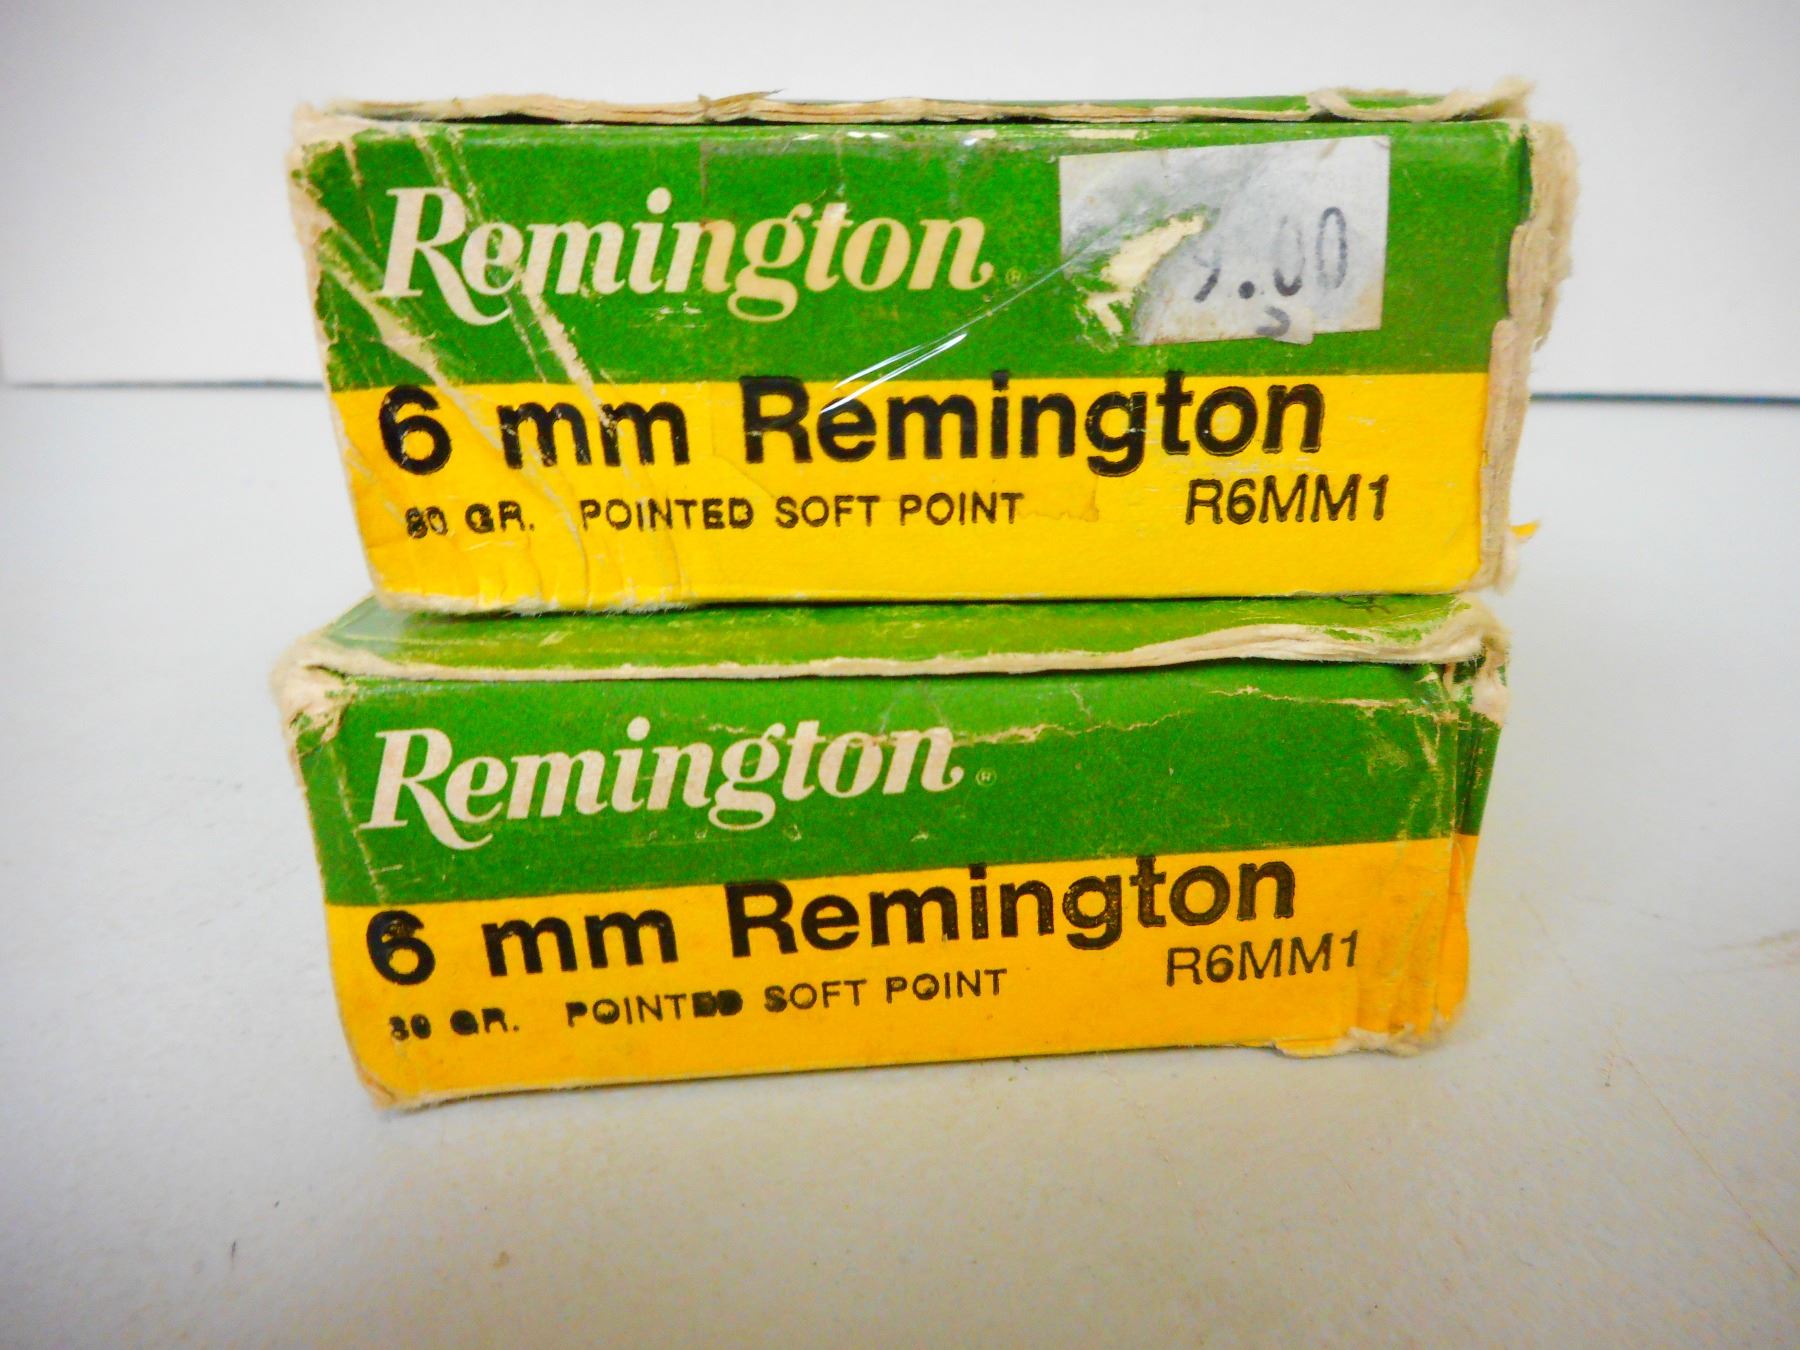 Remington®
9.00
6 mm Remington
80 GR. POINTED SOFT POINT
R6MM1
Remington®
6 mm Remington
80 GR. POINTED SOFT POINT
R6MM1